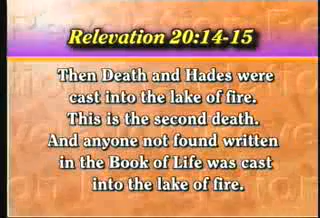 Relevation 20:14-15
Then Death and Hades were
cast into the lake of fire.
This is the second death.
And anyone not found written
in the Book of Life was cast
into the lake of fire.